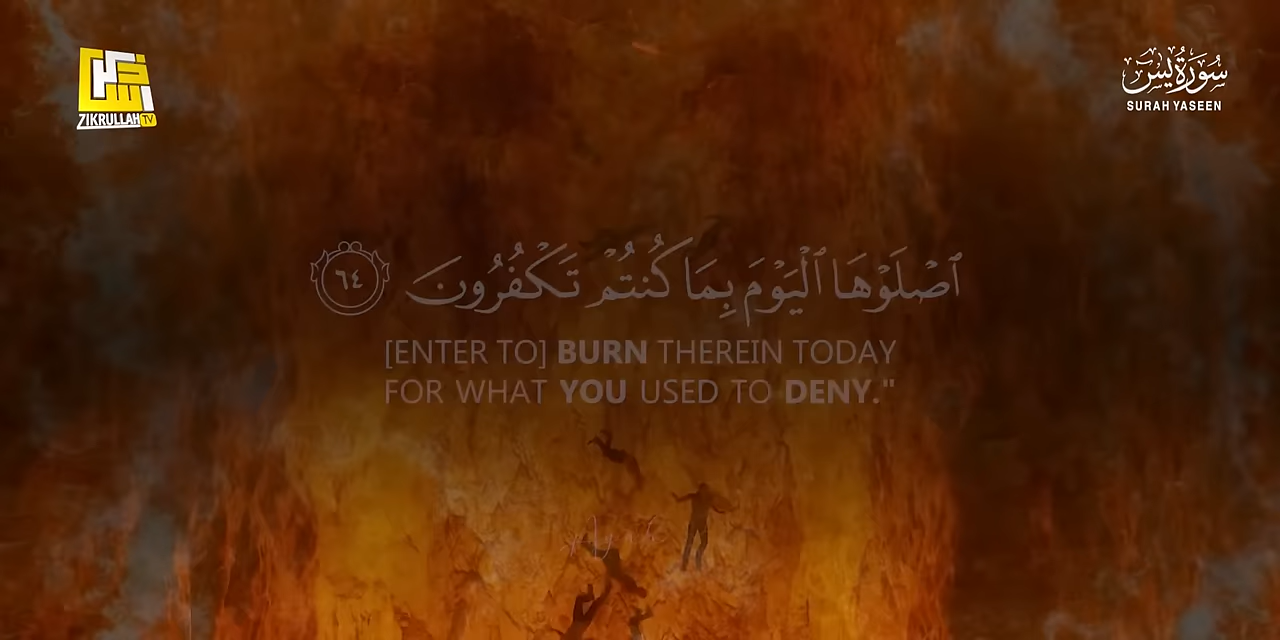 ZIKRULLAH TV
سُورَةُ يسٓ
SURAH YASEEN
ٱصْلَوْهَا ٱلْيَوْمَ بِمَا كُنتُمْ تَكْفُرُونَ ٦٤
[ENTER TO] BURN THEREIN TODAY
FOR WHAT YOU USED TO DENY."